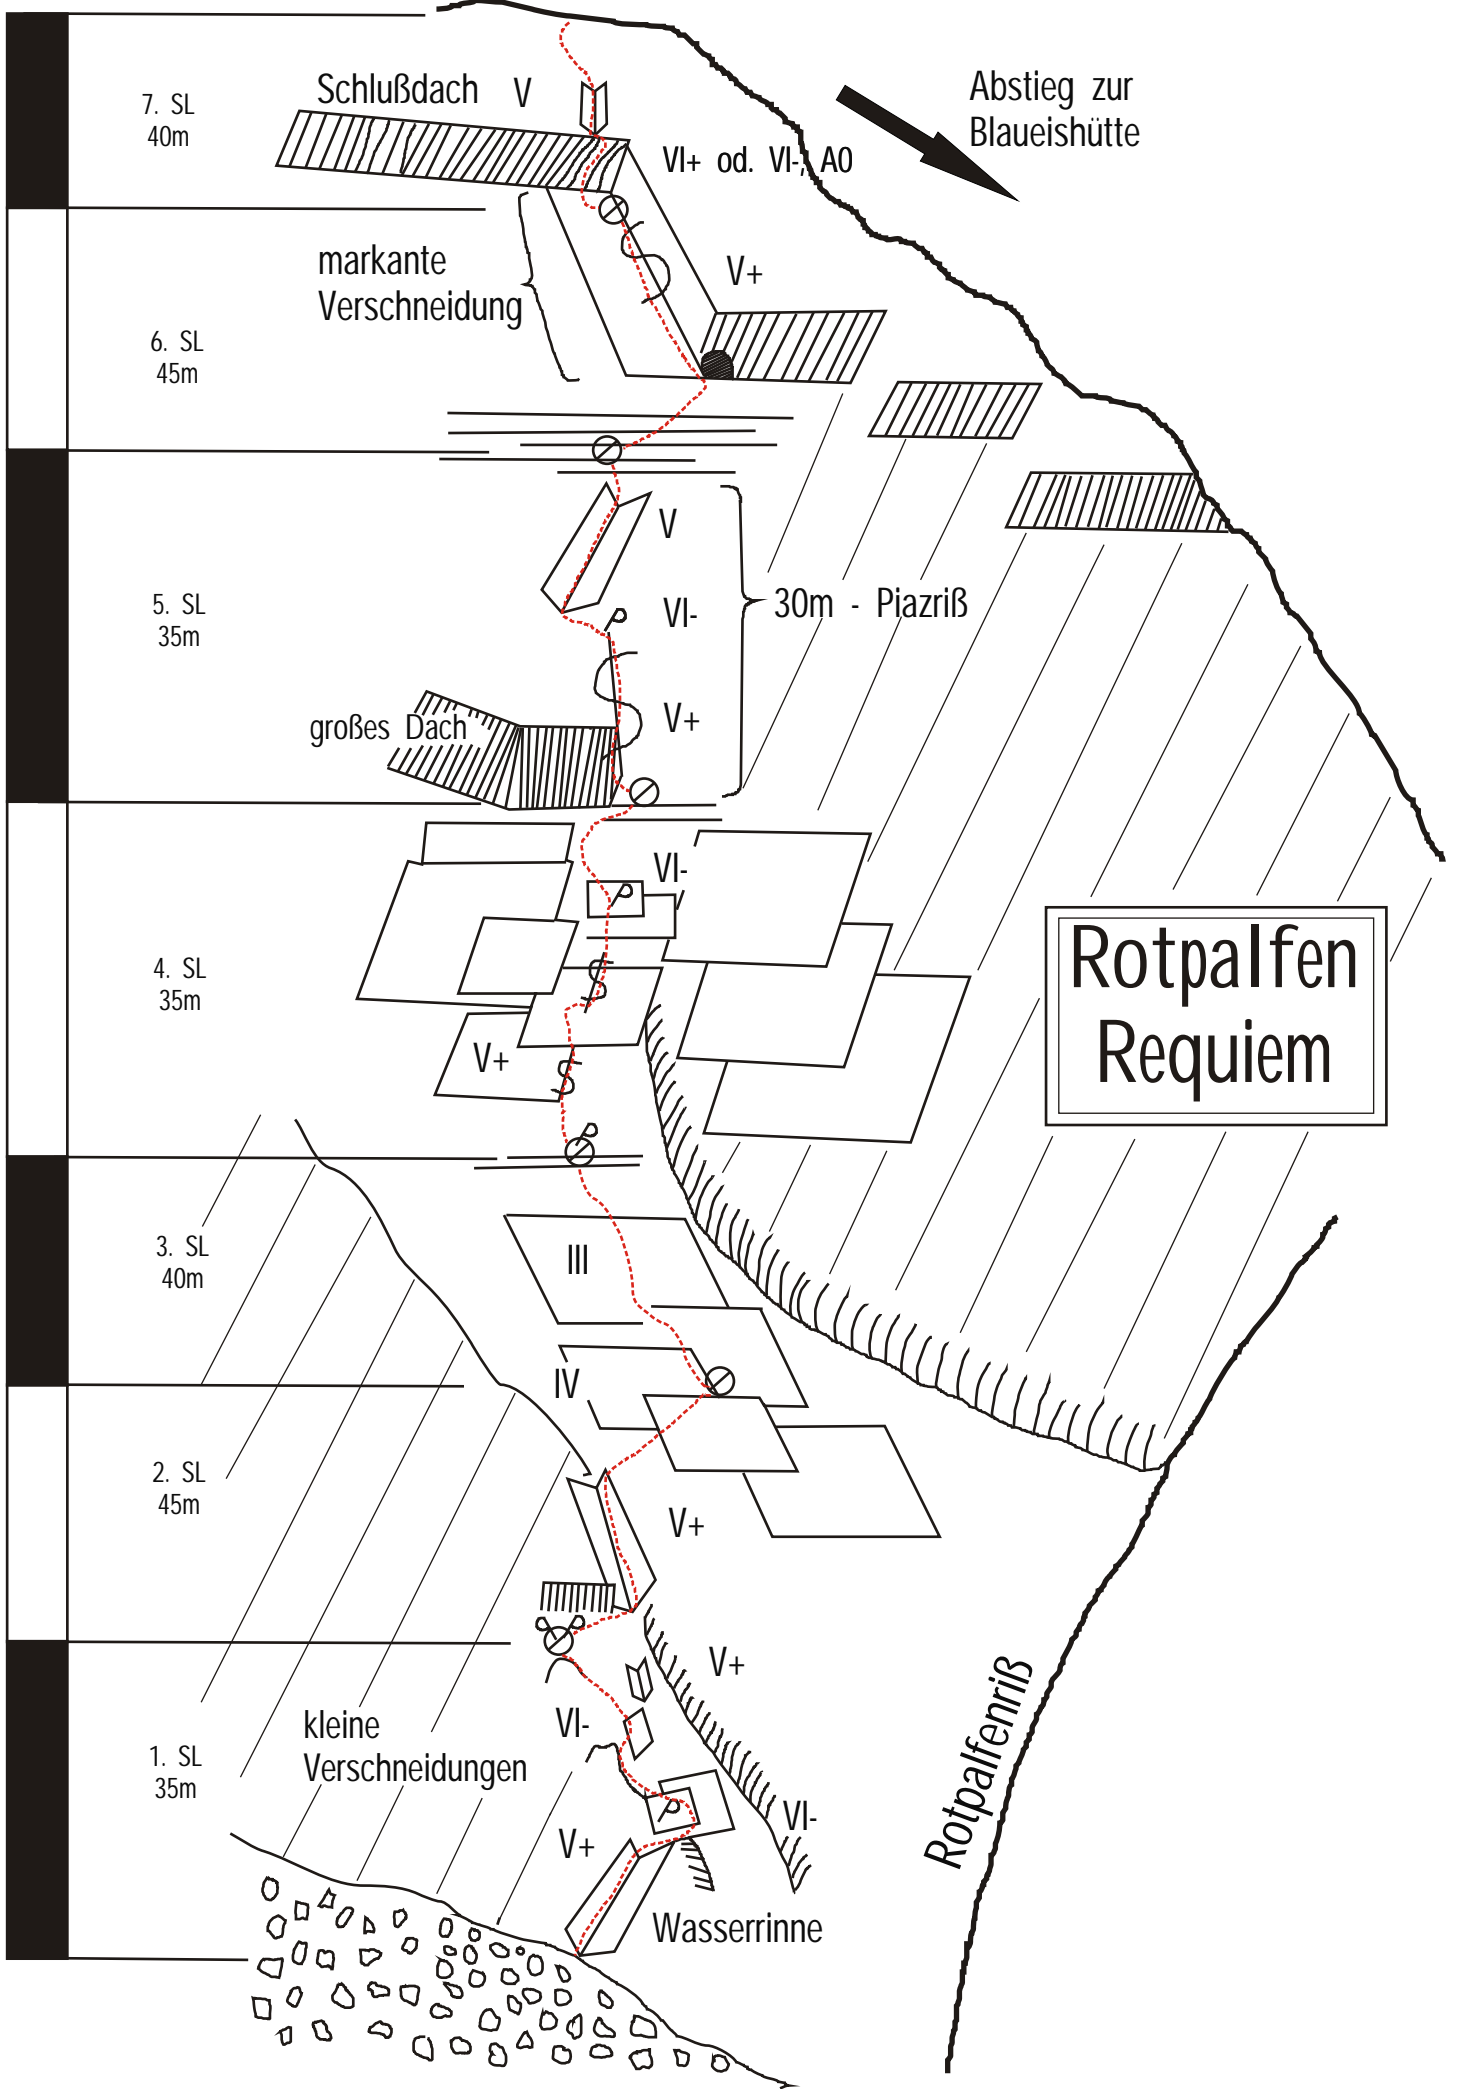 Schlußdach V
Abstieg zur
Blaueishütte
7. SL
40m
VI+ od. VI-, A0
markante
Verschneidung
V+
6. SL
45m
V
5. SL
35m
VI-
30m - Piazriß
V+
großes Dach
VI-
4. SL
35m
V+
Rotpalfen
Requiem
3. SL
40m
III
IV
2. SL
45m
V+
V+
VI-
kleine
Verschneidungen
1. SL
35m
V+
VI-
Wasserrinne
Rotpalfenriß